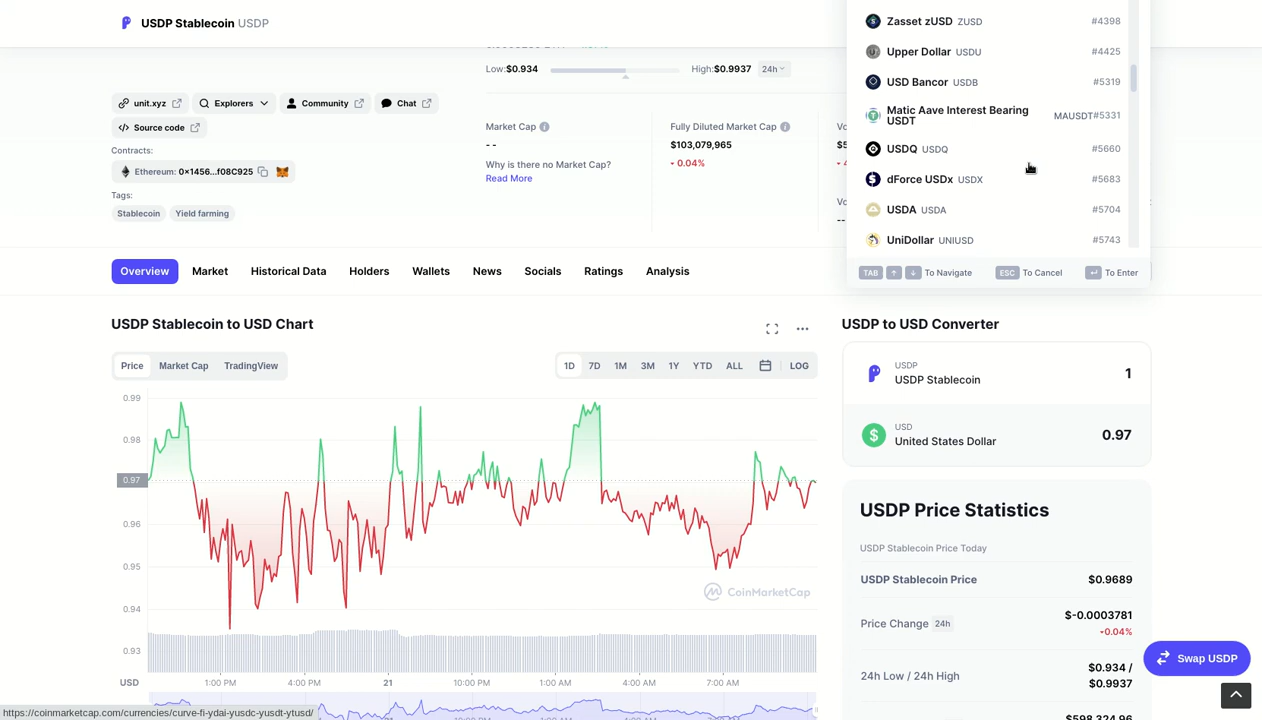 USDP Stablecoin USDP
Low:$0.934
High:$0.9937
24h
unit.xyz
Explorers
Community
Chat
Source code
Contracts:
Ethereum: 0x1456...f08C925
Tags:
Stablecoin
Yield farming
Market Cap
- -
Why is there no Market Cap?
Read More
Fully Diluted Market Cap
$103,079,965
0.04%
Zasset zUSD ZUSD #4398
Upper Dollar USDU #4425
USD Bancor USDB #5319
Matic Aave Interest Bearing
USDT MAUSDT#5331
USDQ USDQ #5660
dForce USDx USDX #5683
USDA USDA #5704
UniDollar UNIUSD #5743
TAB To Navigate
ESC To Cancel
To Enter
Overview
Market
Historical Data
Holders
Wallets
News
Socials
Ratings
Analysis
USDP Stablecoin to USD Chart
Price
Market Cap
TradingView
1D
7D
1M
3M
1Y
YTD
ALL
LOG
0.99
0.98
0.97
0.96
0.95
0.94
0.93
CoinMarketCap
USD
1:00 PM
4:00 PM
21
10:00 PM
1:00 AM
4:00 AM
7:00 AM
USDP to USD Converter
USDP
USDP Stablecoin
1
USD
United States Dollar
0.97
USDP Price Statistics
USDP Stablecoin Price Today
USDP Stablecoin Price
$0.9689
Price Change 24h
$-0.0003781
0.04%
24h Low / 24h High
$0.934 /
$0.9937
$598,324.96
Swap USDP
https://coinmarketcap.com/currencies/curve-fi-ydai-yusdc-yusdt-ytusd/